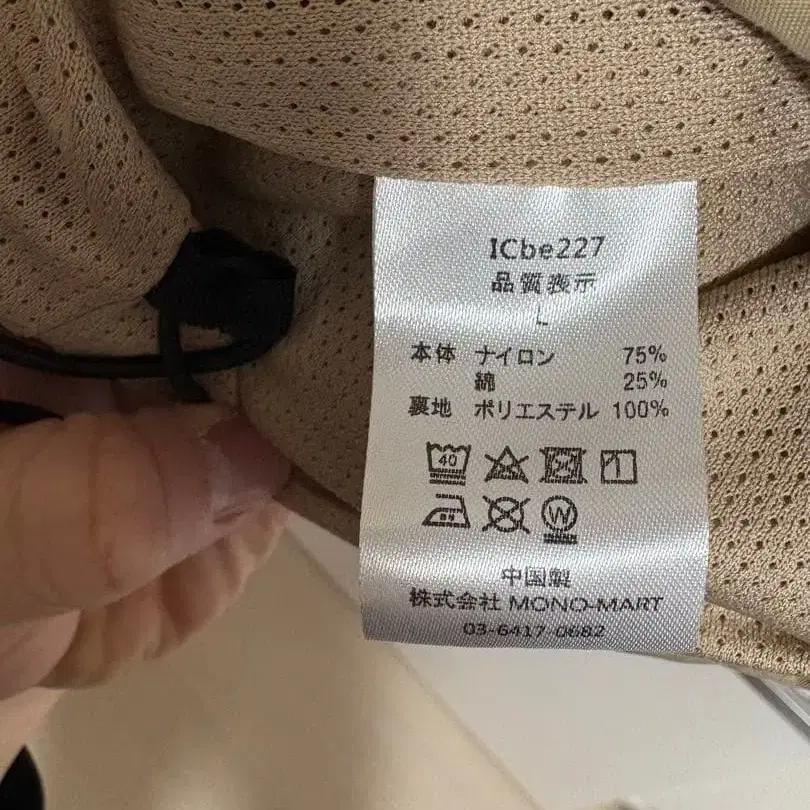 ICbe227
品質表示
L
本体 ナイロン 75%
綿 25%
裏地 ポリエステル 100%
40
W
中国製
株式会社 MONO-MART
03-6417-0682